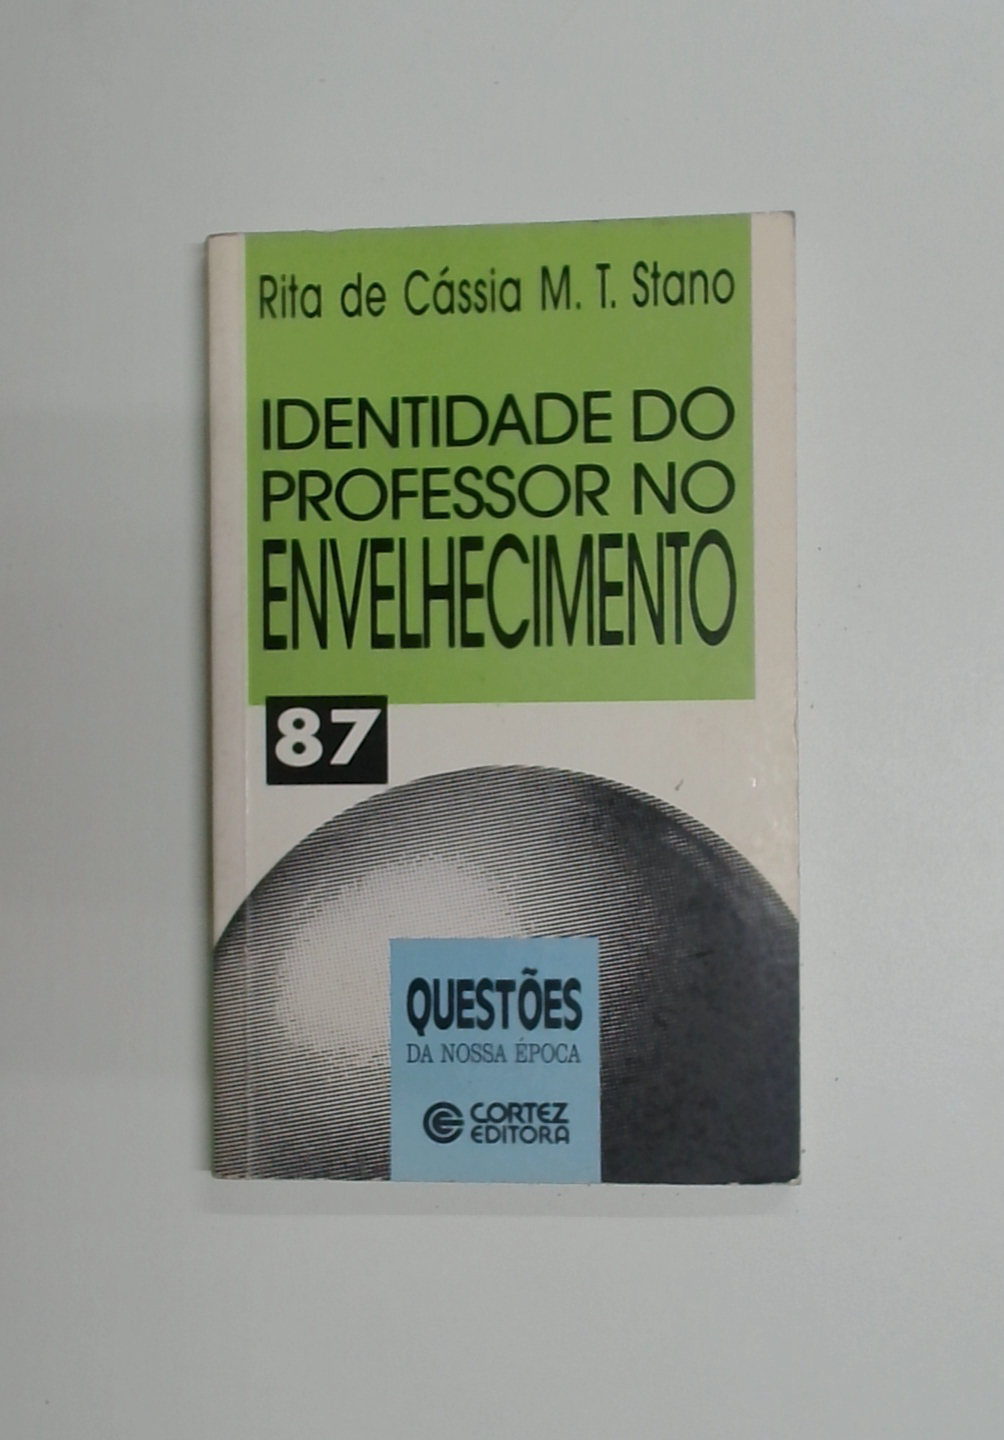 Rita de Cássia M. T. Stano
IDENTIDADE DO
PROFESSOR NO
ENVELHECIMENTO
87
QUESTÕES
DA NOSSA ÉPOCA
CORTEZ
EDITORA